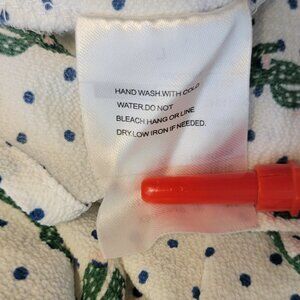 HAND WASH.WITH COLD
WATER.DO NOT
BLEACH HANG OR LINE
DRY.LOW IRON IF NEEDED.